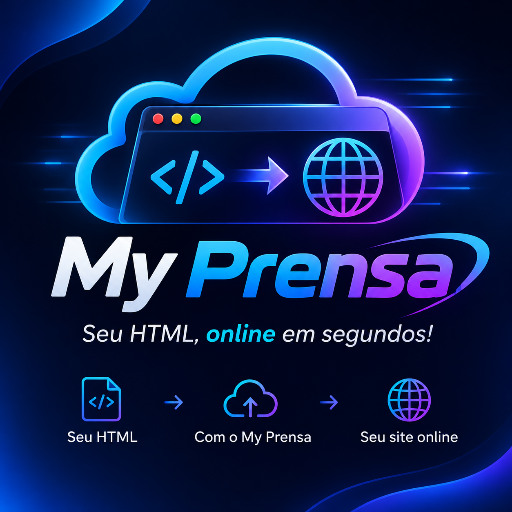 </>
My Prensa
Seu HTML, online em segundos!
</>
Seu HTML
Com o My Prensa
Seu site online